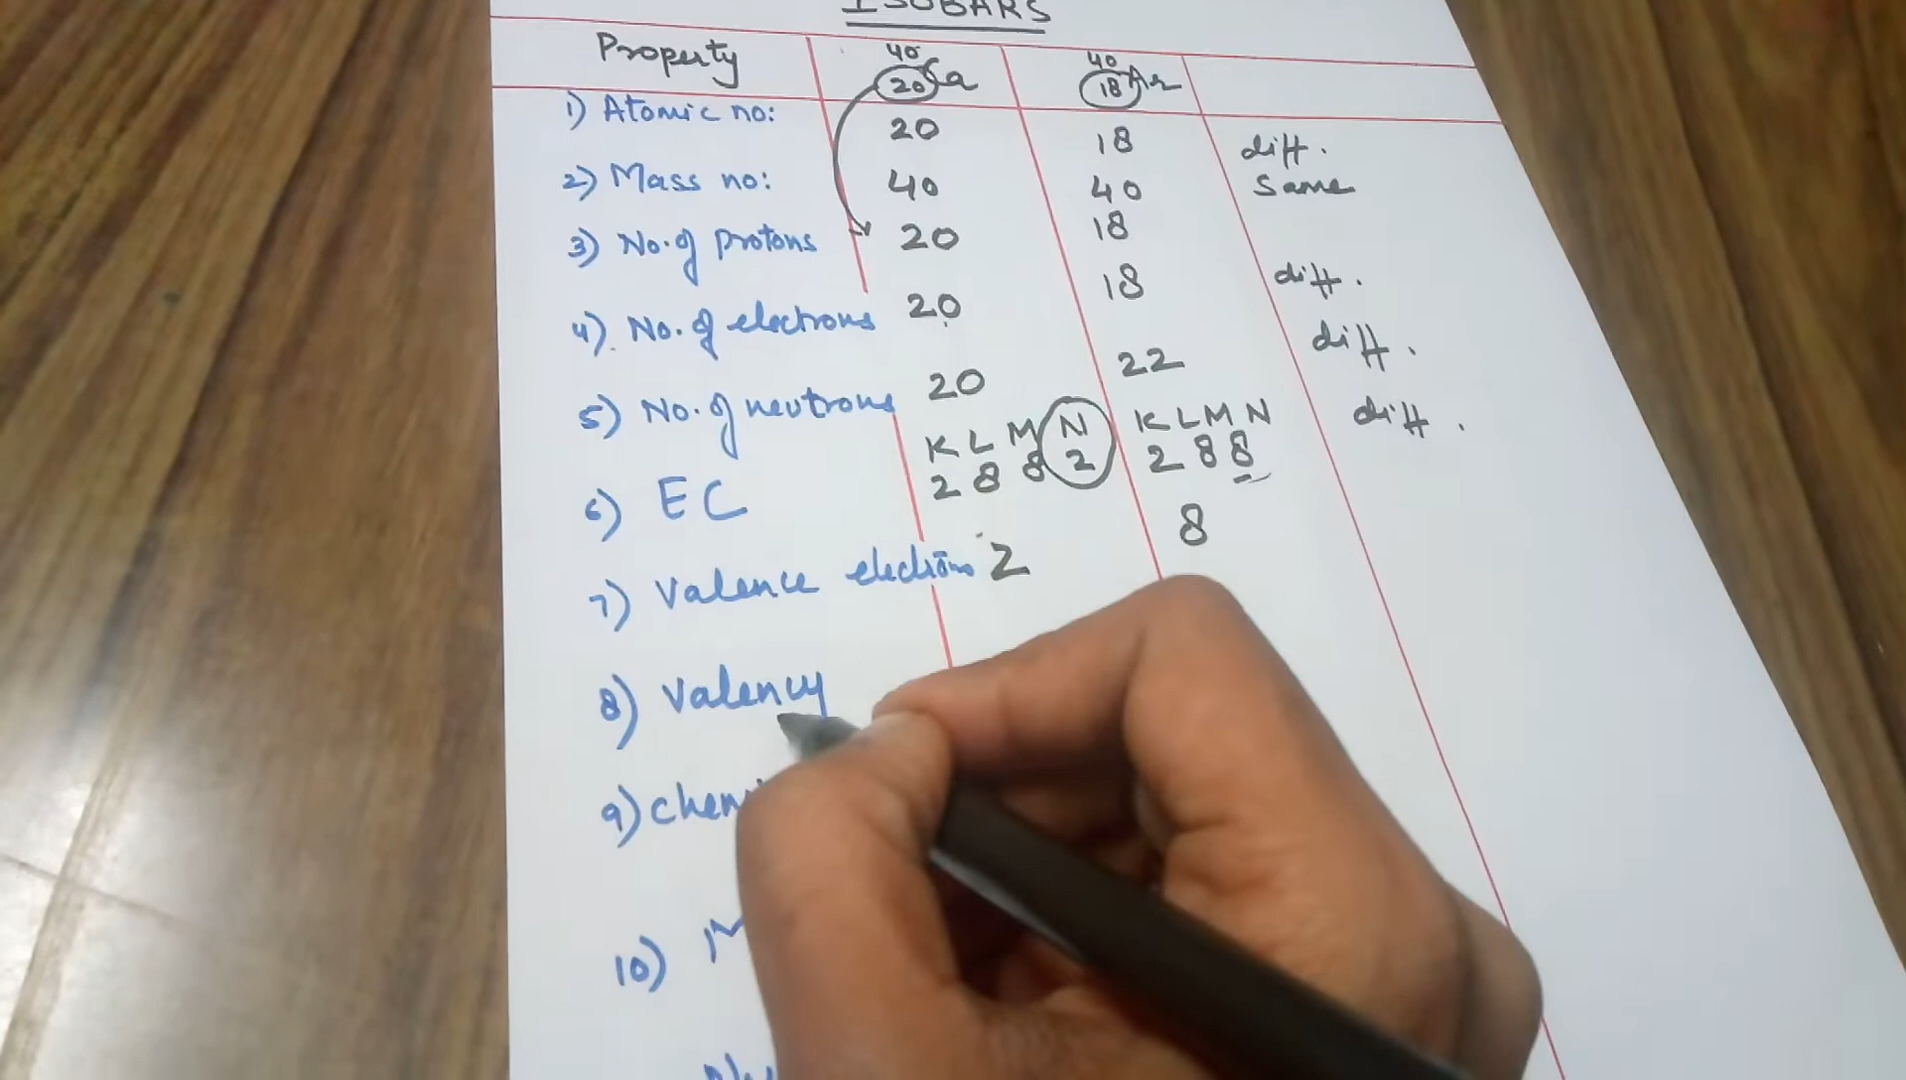 ISOBARS
Property 40 20 Ca 40 18 Ar
1) Atomic no: 20 18 diff.
2) Mass no: 40 40 Same
3) No. of protons 20 18 diff.
4) No. of electrons 20 18 diff.
5) No. of neutrons 20 22 diff.
K L M N K L M N
6) EC 2 8 8 2 2 8 8
7) Valence electrons 2 8
8) Valency
9)
10)